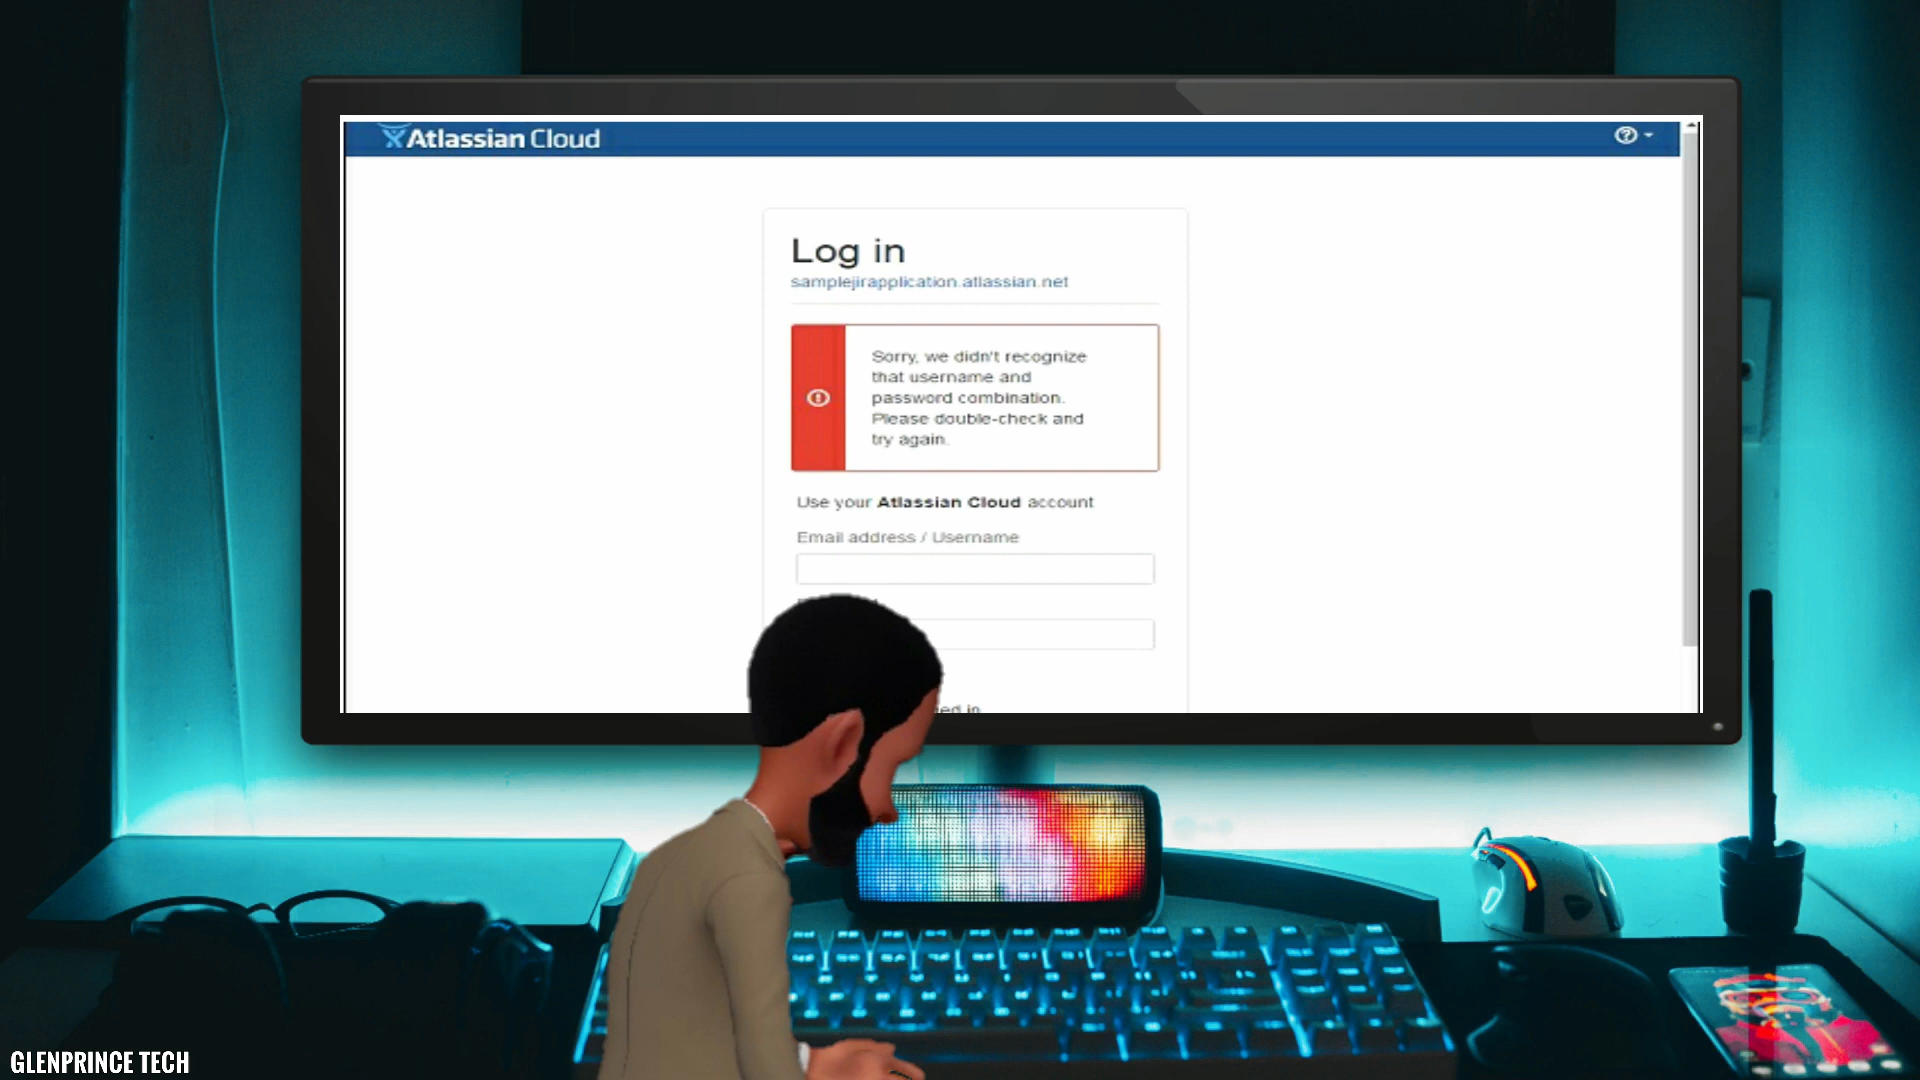 Atlassian Cloud
Log in
samplejirapplication.atlassian.net
Sorry, we didn't recognize
that username and
password combination.
Please double-check and
try again.
Use your Atlassian Cloud account
Email address / Username
in
GLENPRINCE TECH